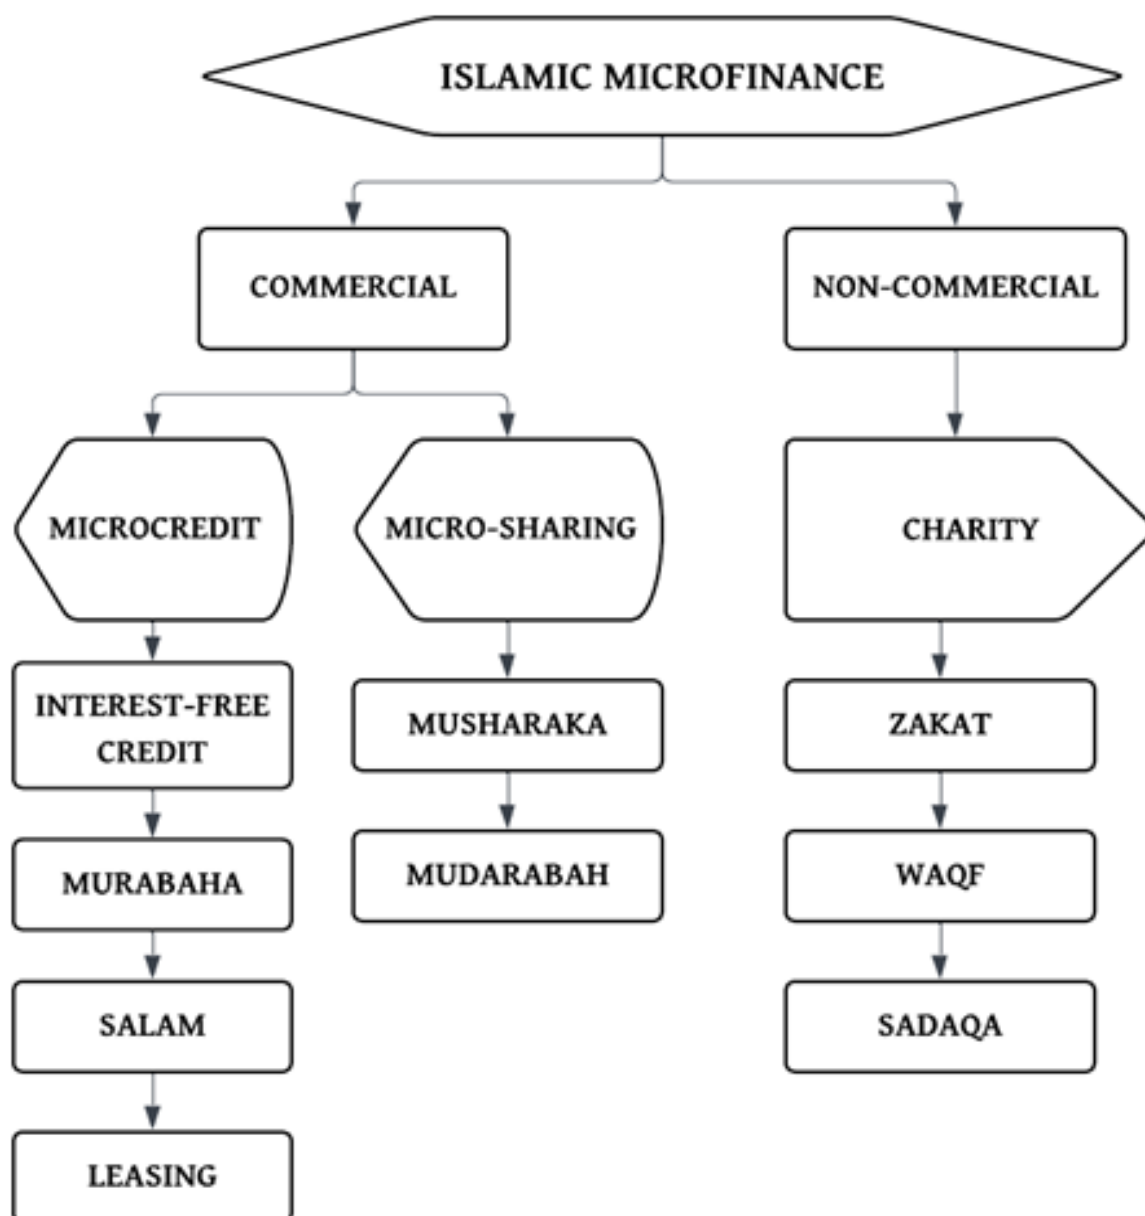 ISLAMIC MICROFINANCE
COMMERCIAL
NON-COMMERCIAL
MICROCREDIT
MICRO-SHARING
CHARITY
INTEREST-FREE
CREDIT
MUSHARAKA
ZAKAT
MURABAHA
MUDARABAH
WAQF
SALAM
SADAQA
LEASING